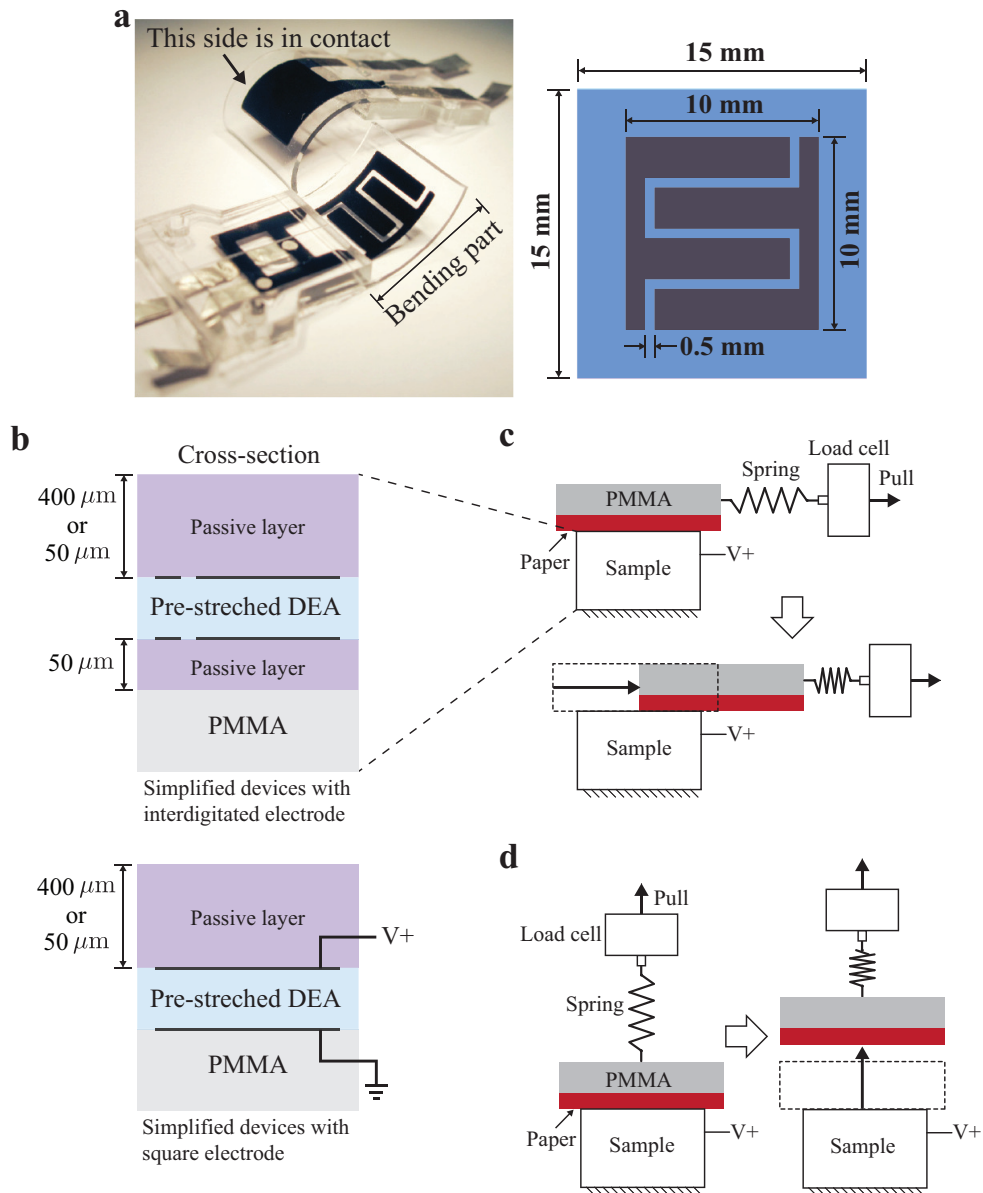 a
This side is in contact
Bending part
15 mm
10 mm
15 mm
10 mm
0.5 mm
b
Cross-section
400 μm
or
50 μm
Passive layer
Pre-streched DEA
50 μm
Passive layer
PMMA
Simplified devices with
interdigitated electrode
400 μm
or
50 μm
Passive layer
V+
Pre-streched DEA
PMMA
Simplified devices with
square electrode
c
Load cell
Spring
Pull
PMMA
Paper
Sample
V+
Sample
V+
d
Pull
Load cell
Spring
PMMA
Paper
Sample
V+
Sample
V+